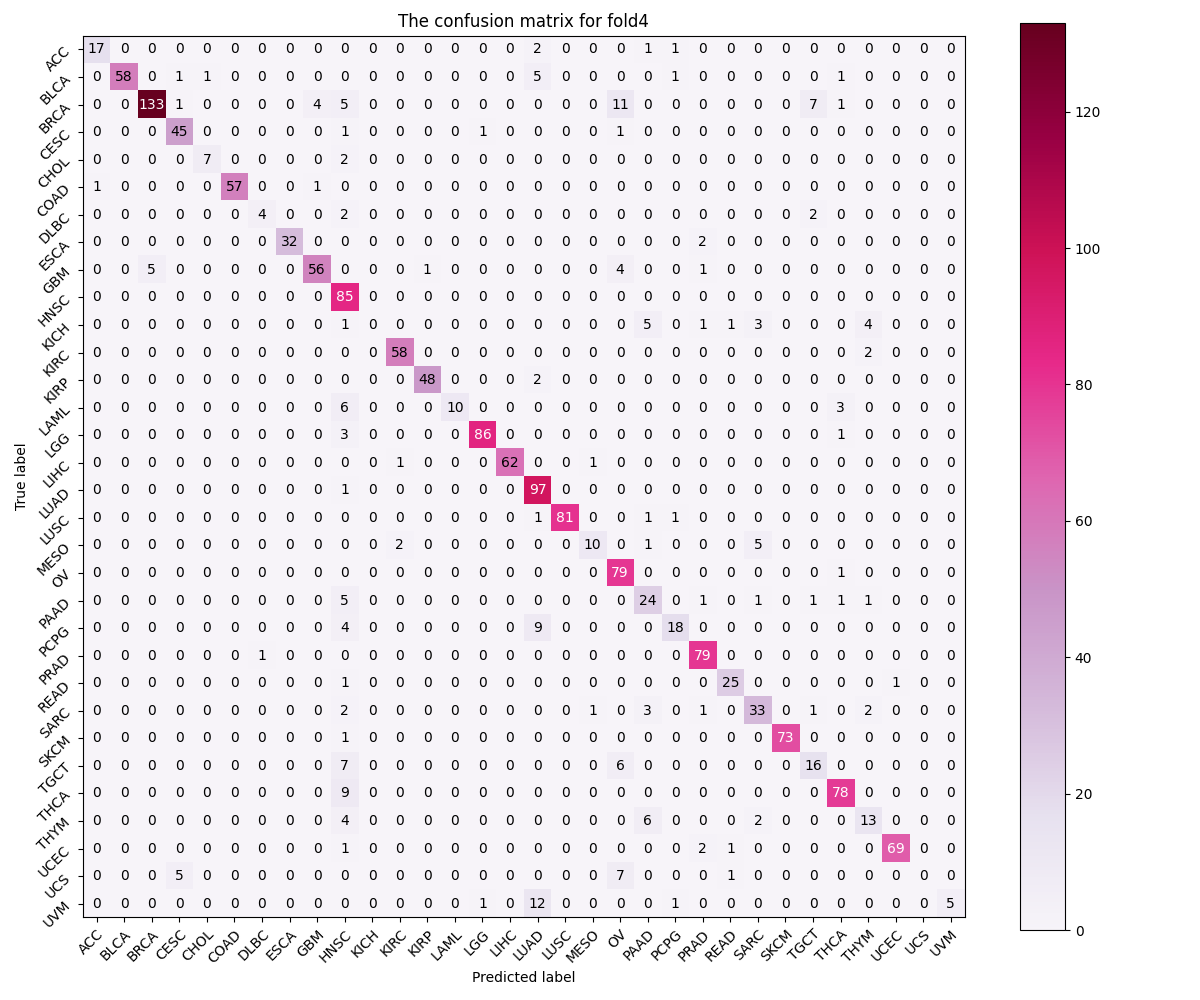 The confusion matrix for fold4
True label
ACC 17 0 0 0 0 0 0 0 0 0 0 0 0 0 0 0 2 0 0 0 1 1 0 0 0 0 0 0 0 0 0 0
BLCA 0 58 0 1 1 0 0 0 0 0 0 0 0 0 0 0 5 0 0 0 0 1 0 0 0 0 0 1 0 0 0 0
BRCA 0 0 133 1 0 0 0 0 4 5 0 0 0 0 0 0 0 0 0 11 0 0 0 0 0 0 7 1 0 0 0 0
CESC 0 0 0 45 0 0 0 0 0 1 0 0 0 0 1 0 0 0 0 1 0 0 0 0 0 0 0 0 0 0 0 0
CHOL 0 0 0 0 7 0 0 0 0 2 0 0 0 0 0 0 0 0 0 0 0 0 0 0 0 0 0 0 0 0 0 0
COAD 1 0 0 0 0 57 0 0 1 0 0 0 0 0 0 0 0 0 0 0 0 0 0 0 0 0 0 0 0 0 0 0
DLBC 0 0 0 0 0 0 4 0 0 2 0 0 0 0 0 0 0 0 0 0 0 0 0 0 0 0 2 0 0 0 0 0
ESCA 0 0 0 0 0 0 0 32 0 0 0 0 0 0 0 0 0 0 0 0 0 0 2 0 0 0 0 0 0 0 0 0
GBM 0 0 5 0 0 0 0 0 56 0 0 0 1 0 0 0 0 0 0 4 0 0 1 0 0 0 0 0 0 0 0 0
HNSC 0 0 0 0 0 0 0 0 0 85 0 0 0 0 0 0 0 0 0 0 0 0 0 0 0 0 0 0 0 0 0 0
KICH 0 0 0 0 0 0 0 0 0 1 0 0 0 0 0 0 0 0 0 0 5 0 1 1 3 0 0 0 4 0 0 0
KIRC 0 0 0 0 0 0 0 0 0 0 0 58 0 0 0 0 0 0 0 0 0 0 0 0 0 0 0 0 2 0 0 0
KIRP 0 0 0 0 0 0 0 0 0 0 0 0 48 0 0 0 2 0 0 0 0 0 0 0 0 0 0 0 0 0 0 0
LAML 0 0 0 0 0 0 0 0 0 6 0 0 0 10 0 0 0 0 0 0 0 0 0 0 0 0 0 3 0 0 0 0
LGG 0 0 0 0 0 0 0 0 0 3 0 0 0 0 86 0 0 0 0 0 0 0 0 0 0 0 0 1 0 0 0 0
LIHC 0 0 0 0 0 0 0 0 0 0 0 1 0 0 0 62 0 0 1 0 0 0 0 0 0 0 0 0 0 0 0 0
LUAD 0 0 0 0 0 0 0 0 0 1 0 0 0 0 0 0 97 0 0 0 0 0 0 0 0 0 0 0 0 0 0 0
LUSC 0 0 0 0 0 0 0 0 0 0 0 0 0 0 0 0 1 81 0 0 1 1 0 0 0 0 0 0 0 0 0 0
MESO 0 0 0 0 0 0 0 0 0 0 0 2 0 0 0 0 0 0 10 0 1 0 0 0 5 0 0 0 0 0 0 0
OV 0 0 0 0 0 0 0 0 0 0 0 0 0 0 0 0 0 0 0 79 0 0 0 0 0 0 0 1 0 0 0 0
PAAD 0 0 0 0 0 0 0 0 0 5 0 0 0 0 0 0 0 0 0 0 24 0 1 0 1 0 1 1 1 0 0 0
PCPG 0 0 0 0 0 0 0 0 0 4 0 0 0 0 0 0 9 0 0 0 0 18 0 0 0 0 0 0 0 0 0 0
PRAD 0 0 0 0 0 0 1 0 0 0 0 0 0 0 0 0 0 0 0 0 0 0 79 0 0 0 0 0 0 0 0 0
READ 0 0 0 0 0 0 0 0 0 1 0 0 0 0 0 0 0 0 0 0 0 0 0 25 0 0 0 0 0 1 0 0
SARC 0 0 0 0 0 0 0 0 0 2 0 0 0 0 0 0 0 0 1 0 3 0 1 0 33 0 1 0 2 0 0 0
SKCM 0 0 0 0 0 0 0 0 0 1 0 0 0 0 0 0 0 0 0 0 0 0 0 0 0 73 0 0 0 0 0 0
TGCT 0 0 0 0 0 0 0 0 0 7 0 0 0 0 0 0 0 0 0 6 0 0 0 0 0 0 16 0 0 0 0 0
THCA 0 0 0 0 0 0 0 0 0 9 0 0 0 0 0 0 0 0 0 0 0 0 0 0 0 0 0 78 0 0 0 0
THYM 0 0 0 0 0 0 0 0 0 4 0 0 0 0 0 0 0 0 0 0 6 0 0 0 2 0 0 0 13 0 0 0
UCEC 0 0 0 0 0 0 0 0 0 1 0 0 0 0 0 0 0 0 0 0 0 0 2 1 0 0 0 0 0 69 0 0
UCS 0 0 0 5 0 0 0 0 0 0 0 0 0 0 0 0 0 0 0 7 0 0 0 1 0 0 0 0 0 0 0 0
UVM 0 0 0 0 0 0 0 0 0 0 0 0 0 0 1 0 12 0 0 0 0 1 0 0 0 0 0 0 0 0 0 5
ACC BLCA BRCA CESC CHOL COAD DLBC ESCA GBM HNSC KICH KIRC KIRP LAML LGG LIHC LUAD LUSC MESO OV PAAD PCPG PRAD READ SARC SKCM TGCT THCA THYM UCEC UCS UVM
Predicted label
120
100
80
60
40
20
0